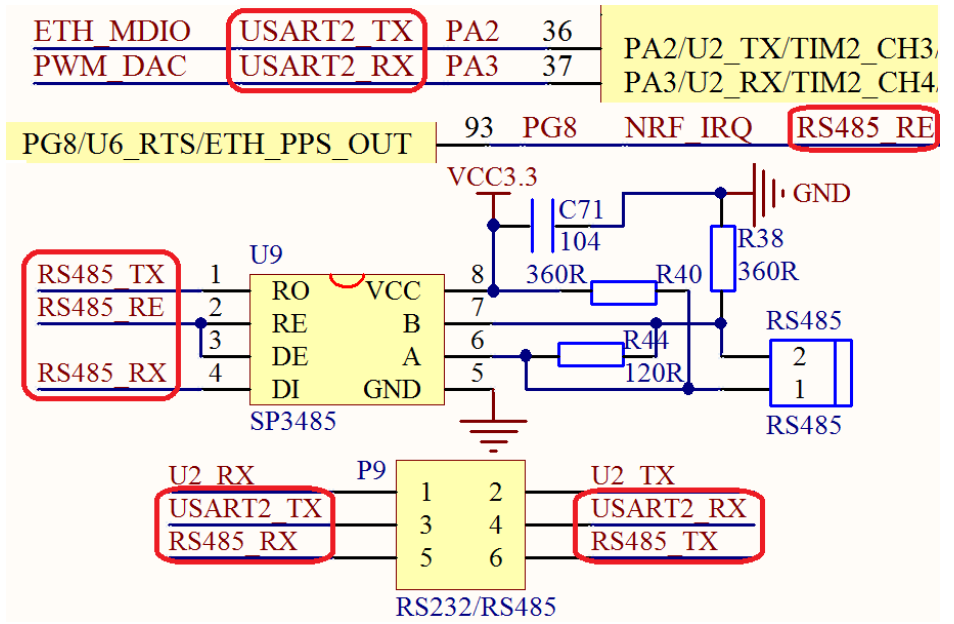 ETH_MDIO USART2_TX PA2 36
PA2/U2_TX/TIM2_CH3/
PWM_DAC USART2_RX PA3 37
PA3/U2_RX/TIM2_CH4/
PG8/U6_RTS/ETH_PPS_OUT 93 PG8 NRF_IRQ RS485_RE
VCC3.3
GND
C71
104
R38
360R
U9
360R R40
RS485_TX 1 RO VCC 8
RS485_RE 2 RE B 7
3 DE A 6
RS485_RX 4 DI GND 5
SP3485
R44
120R
RS485
2
1
RS485
P9
U2_RX 1 2 U2_TX
USART2_TX 3 4 USART2_RX
RS485_RX 5 6 RS485_TX
RS232/RS485